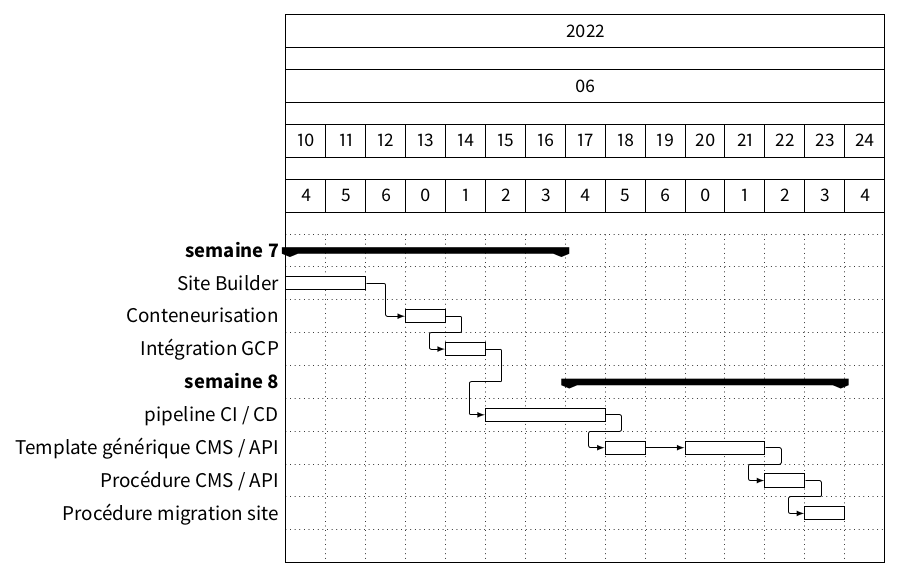 2022
06
10 11 12 13 14 15 16 17 18 19 20 21 22 23 24
4 5 6 0 1 2 3 4 5 6 0 1 2 3 4
semaine 7
Site Builder
Conteneurisation
Intégration GCP
semaine 8
pipeline CI / CD
Template générique CMS / API
Procédure CMS / API
Procédure migration site